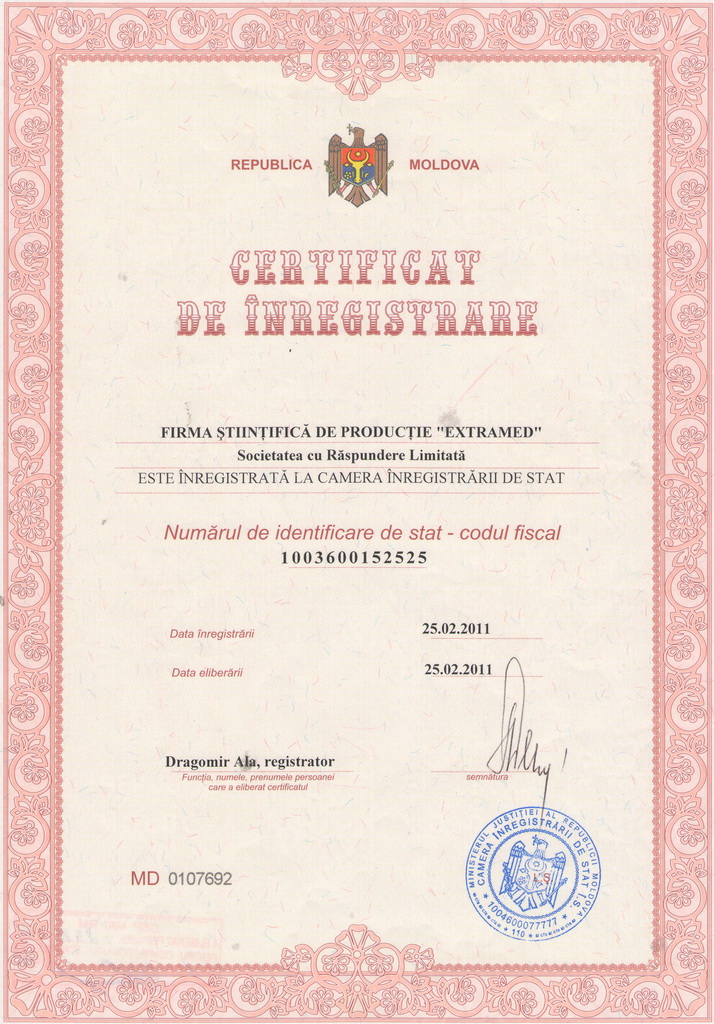 REPUBLICA MOLDOVA
CERTIFICAT
DE ÎNREGISTRARE
FIRMA ŞTIINŢIFICĂ DE PRODUCŢIE "EXTRAMED"
Societatea cu Răspundere Limitată
ESTE ÎNREGISTRATĂ LA CAMERA ÎNREGISTRĂRII DE STAT
Numărul de identificare de stat - codul fiscal
1003600152525
Data înregistrării 25.02.2011
Data eliberării 25.02.2011
Dragomir Ala, registrator
Funcţia, numele, prenumele persoanei
care a eliberat certificatul
semnătura
MINISTERUL JUSTIŢIEI AL REPUBLICII MOLDOVA
CAMERA ÎNREGISTRĂRII DE STAT Î.S.
L.Ş.
* 1004600077777 *
* 110 *
MD 0107692